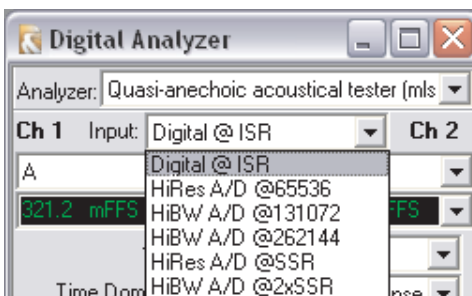 Digital Analyzer
Analyzer: Quasi-anechoic acoustical tester (mls
Ch 1 Input: Digital @ ISR Ch 2
A Digital @ ISR
HiRes A/D @65536
321.2 mFFS HiBW A/D @131072 FFS
HiBW A/D @262144
HiRes A/D @SSR
Time Dom HiBW A/D @2xSSR nse